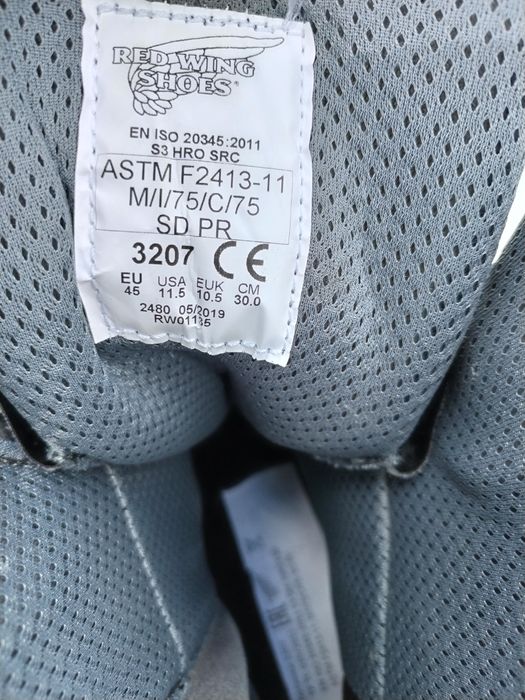 RED WING
SHOES®
EN ISO 20345:2011
S3 HRO SRC
ASTM F2413-11
M/I/75/C/75
SD PR
3207 CE
EU USA EUK CM
45 11.5 10.5 30.0
2480 05/2019
RW01135